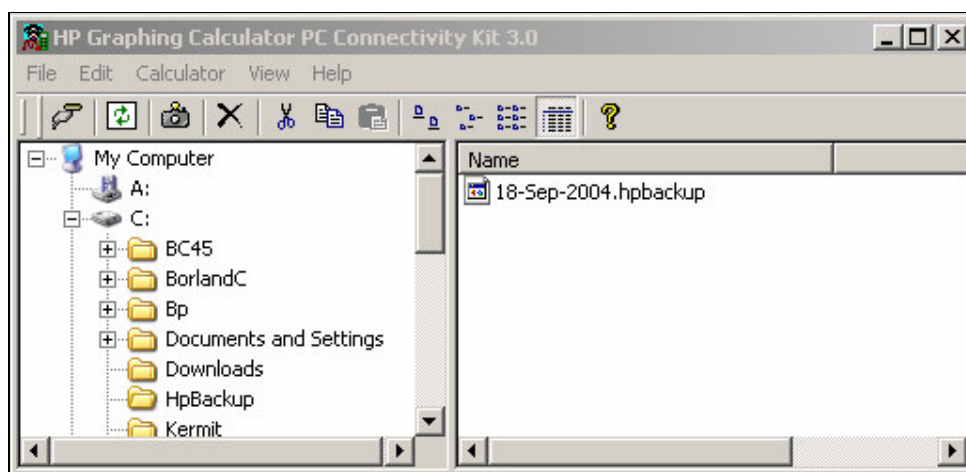 HP Graphing Calculator PC Connectivity Kit 3.0
File Edit Calculator View Help
My Computer
A:
C:
BC45
BorlandC
Bp
Documents and Settings
Downloads
HpBackup
Kermit
Name
18-Sep-2004.hpbackup